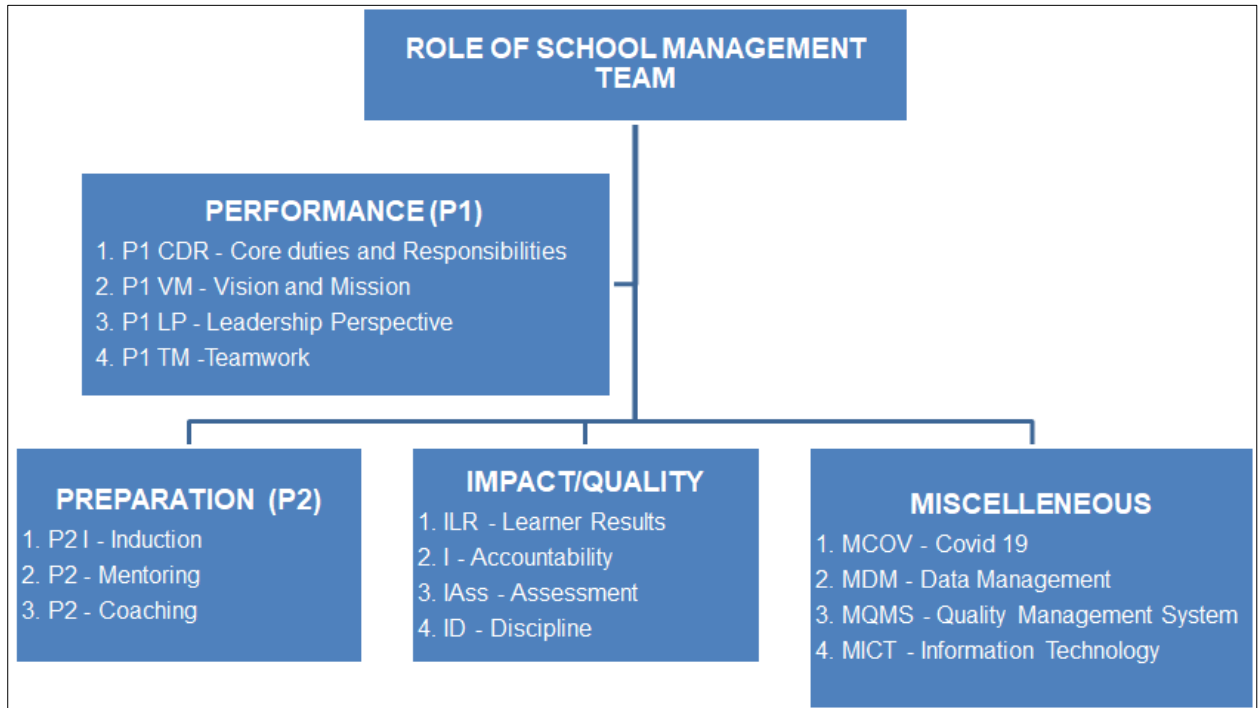 ROLE OF SCHOOL MANAGEMENT
TEAM
PERFORMANCE (P1)
1. P1 CDR - Core duties and Responsibilities
2. P1 VM - Vision and Mission
3. P1 LP - Leadership Perspective
4. P1 TM -Teamwork
PREPARATION (P2)
1. P2 I - Induction
2. P2 - Mentoring
3. P2 - Coaching
IMPACT/QUALITY
1. ILR - Learner Results
2. I - Accountability
3. IAss - Assessment
4. ID - Discipline
MISCELLENEOUS
1. MCOV - Covid 19
2. MDM - Data Management
3. MQMS - Quality Management System
4. MICT - Information Technology